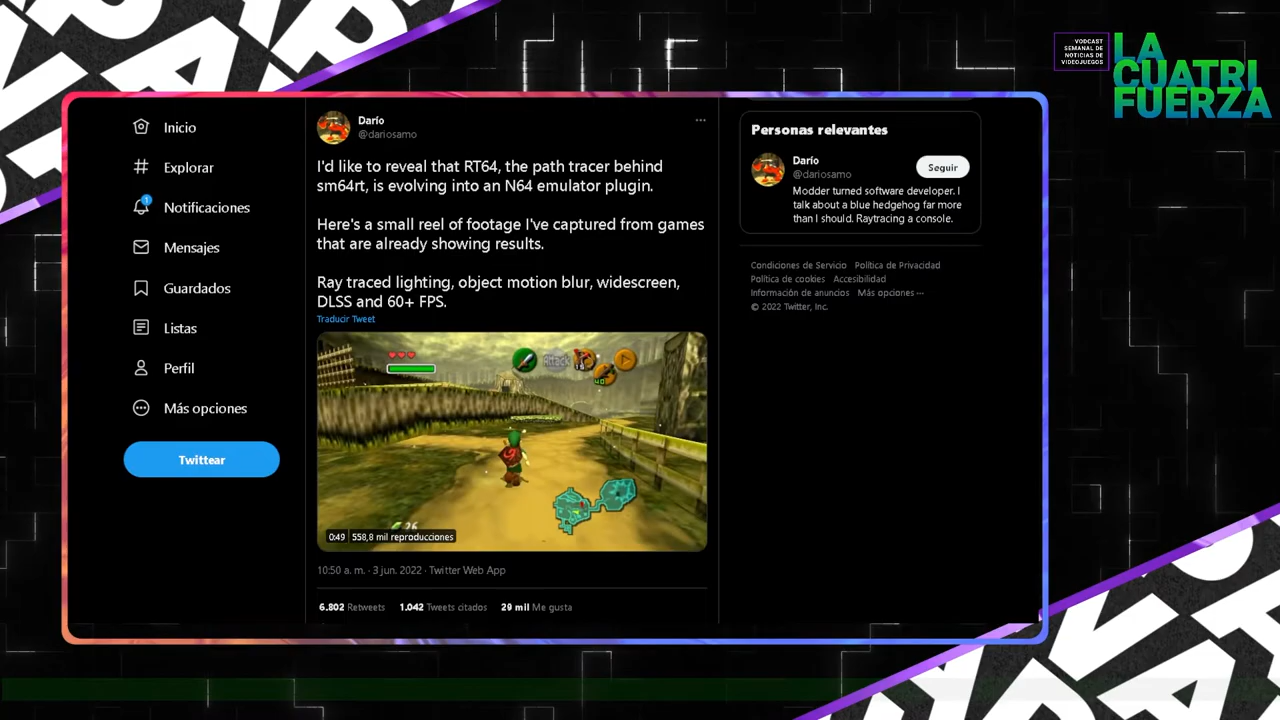 VODCAST
SEMANAL DE
NOTICIAS DE
VIDEOJUEGOS
LA
CUATRI
FUERZA
Inicio
Explorar
1
Notificaciones
Mensajes
Guardados
Listas
Perfil
Más opciones
Twittear
Darío
@dariosamo
I'd like to reveal that RT64, the path tracer behind
sm64rt, is evolving into an N64 emulator plugin.
Here's a small reel of footage I've captured from games
that are already showing results.
Ray traced lighting, object motion blur, widescreen,
DLSS and 60+ FPS.
Traducir Tweet
Attack
15
40
26
0:49 558,8 mil reproducciones
10:50 a. m. · 3 jun. 2022 · Twitter Web App
6.802 Retweets 1.042 Tweets citados 29 mil Me gusta
Personas relevantes
Darío
@dariosamo
Seguir
Modder turned software developer. I
talk about a blue hedgehog far more
than I should. Raytracing a console.
Condiciones de Servicio Política de Privacidad
Política de cookies Accesibilidad
Información de anuncios Más opciones ···
© 2022 Twitter, Inc.